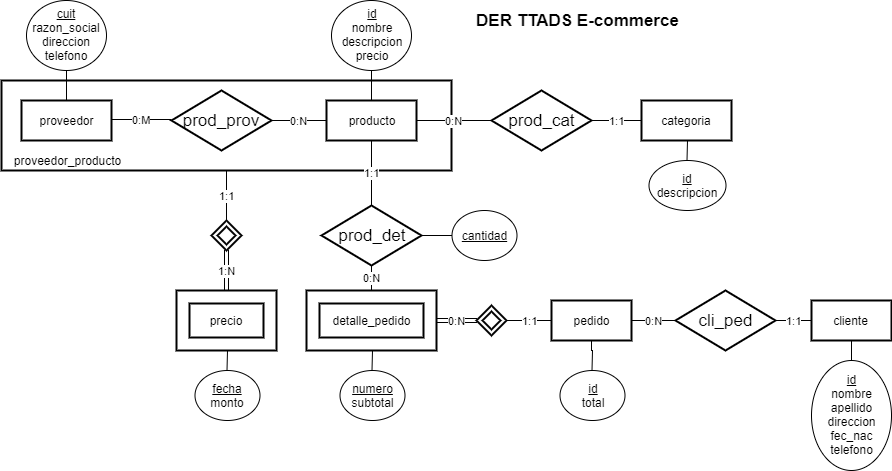 DER TTADS E-commerce
cuit
razon_social
direccion
telefono
id
nombre
descripcion
precio
proveedor
0:M
prod_prov
0:N
producto
0:N
prod_cat
1:1
categoria
proveedor_producto
id
descripcion
1:1
1:1
prod_det
cantidad
1:N
0:N
precio
detalle_pedido
0:N
1:1
pedido
0:N
cli_ped
1:1
cliente
fecha
monto
numero
subtotal
id
total
id
nombre
apellido
direccion
fec_nac
telefono